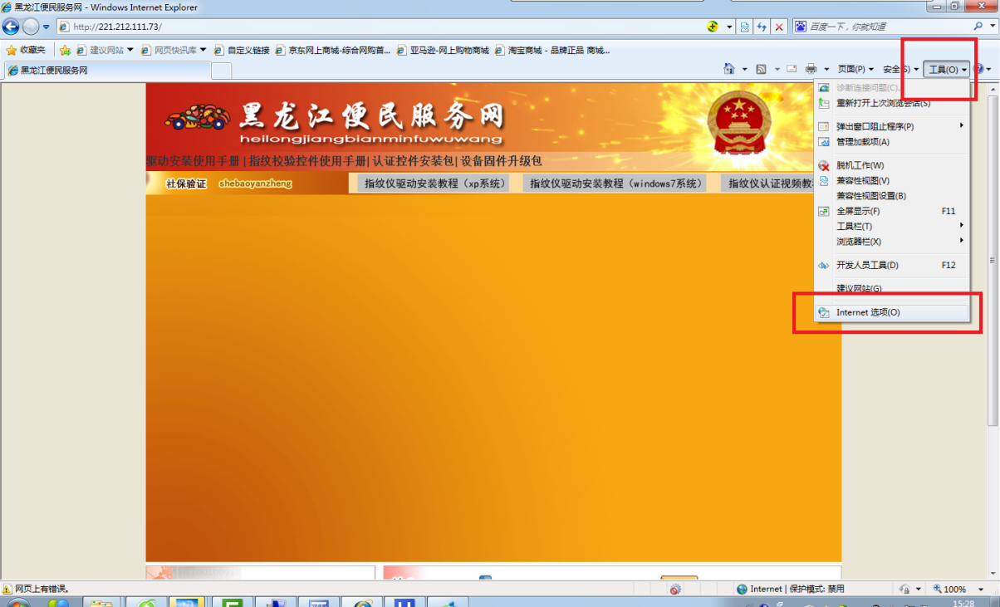 黑龙江便民服务网 - Windows Internet Explorer
http://221.212.111.73/
百度一下，你就知道
收藏夹 建议网站 网页快讯库 自定义链接 京东网上商城-综合网购首... 亚马逊-网上购物商城 淘宝商城 - 品牌正品 商城...
黑龙江便民服务网 页面(P) 安全(S) 工具(O)
诊断连接问题(C)...
重新打开上次浏览会话(S)
弹出窗口阻止程序(P)
管理加载项(A)
脱机工作(W)
兼容性视图(V)
兼容性视图设置(B)
全屏显示(F) F11
工具栏(T)
浏览器栏(X)
开发人员工具(D) F12
建议网站(G)
Internet 选项(O)
黑龙江便民服务网
heilongjiangbianminfuwuwang
驱动安装使用手册 | 指纹校验控件使用手册 | 认证控件安装包 | 设备固件升级包
社保验证 shebaoyanzheng 指纹仪驱动安装教程（xp系统） 指纹仪驱动安装教程（windows7系统） 指纹仪认证视频教
网页上有错误。 Internet | 保护模式: 禁用 100%
15:28